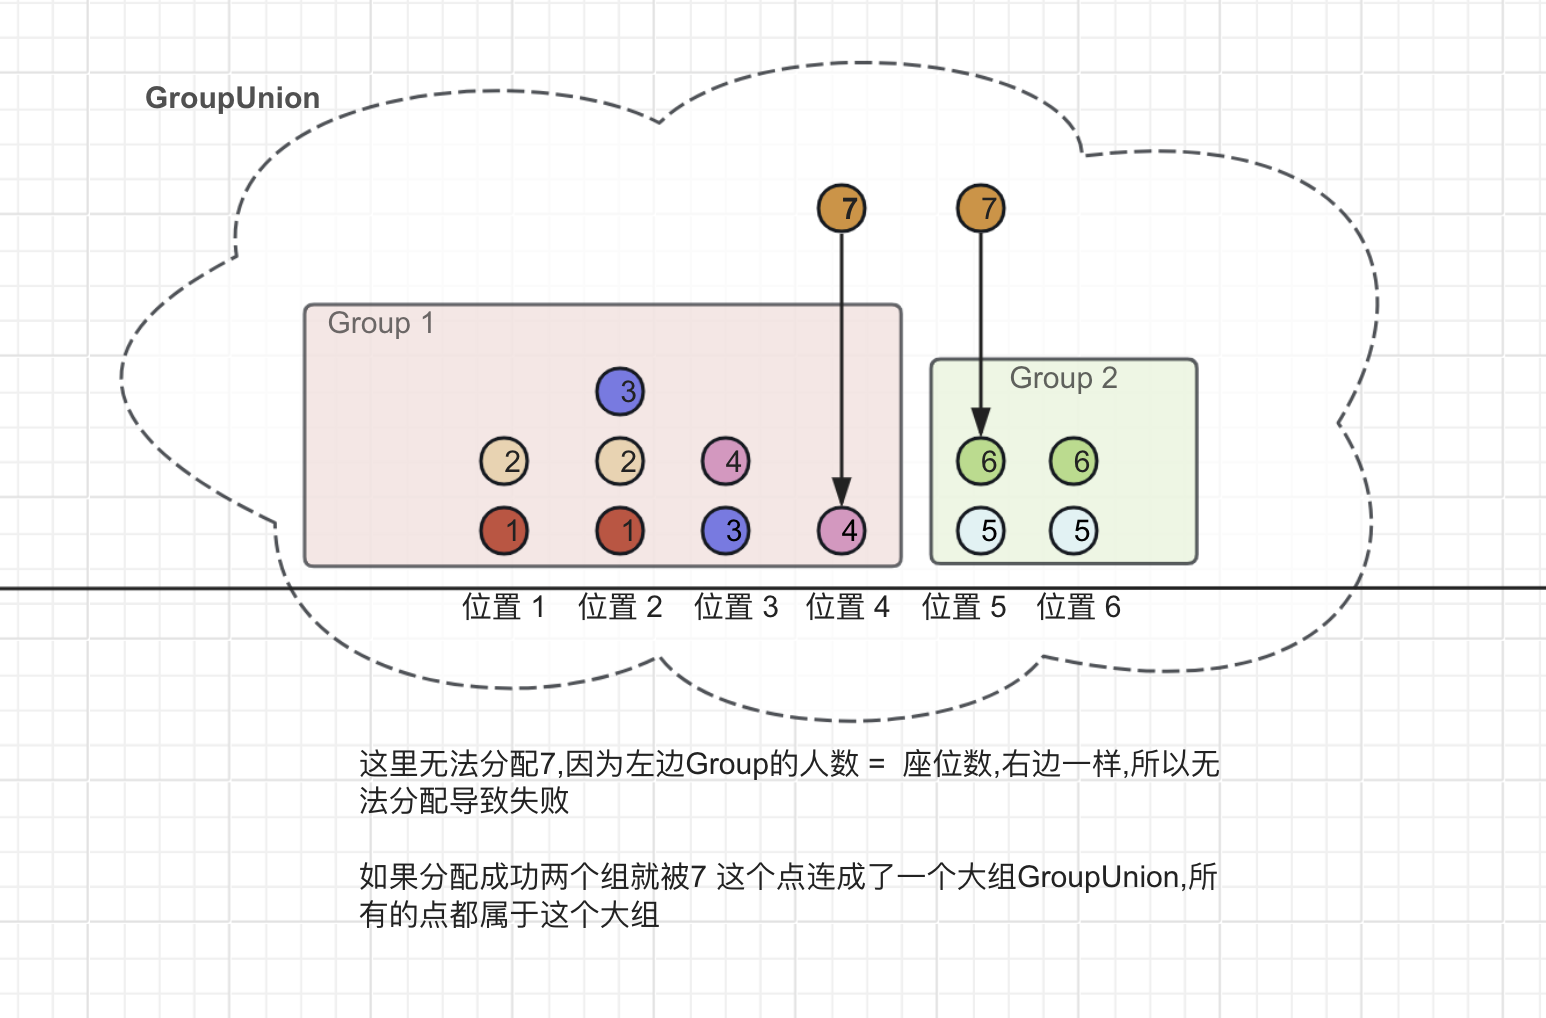 GroupUnion
7 7
Group 1
Group 2
3
2 2 4 6 6
1 1 3 4 5 5
位置 1 位置 2 位置 3 位置 4 位置 5 位置 6
这里无法分配7,因为左边Group的人数 = 座位数,右边一样,所以无
法分配导致失败
如果分配成功两个组就被7 这个点连成了一个大组GroupUnion,所
有的点都属于这个大组